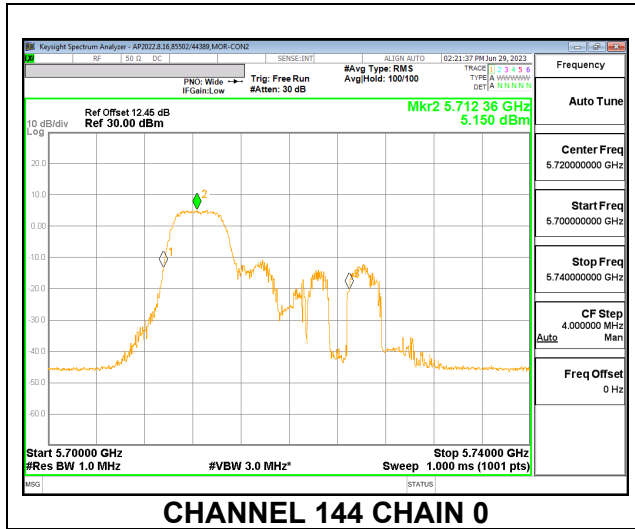 Keysight Spectrum Analyzer - AP2022.8.16,85502/44389,MOR-CON2
RF 50 Ω DC SENSE:INT ALIGN AUTO 02:21:37 PM Jun 29, 2023
PNO: Wide Trig: Free Run #Avg Type: RMS TRACE 1 2 3 4 5 6
IFGain:Low #Atten: 30 dB Avg|Hold: 100/100 TYPE A WWWWW
DET A N N N N N
Frequency
Auto Tune
Center Freq
5.720000000 GHz
Start Freq
5.700000000 GHz
Stop Freq
5.740000000 GHz
CF Step
4.000000 MHz
Auto Man
Freq Offset
0 Hz
Mkr2 5.712 36 GHz
5.150 dBm
Ref Offset 12.45 dB
10 dB/div Ref 30.00 dBm
Log
20.0
10.0
0.00
-10.0
-20.0
-30.0
-40.0
-50.0
-60.0
2
1
Start 5.70000 GHz Stop 5.74000 GHz
#Res BW 1.0 MHz #VBW 3.0 MHz* Sweep 1.000 ms (1001 pts)
MSG STATUS
CHANNEL 144 CHAIN 0